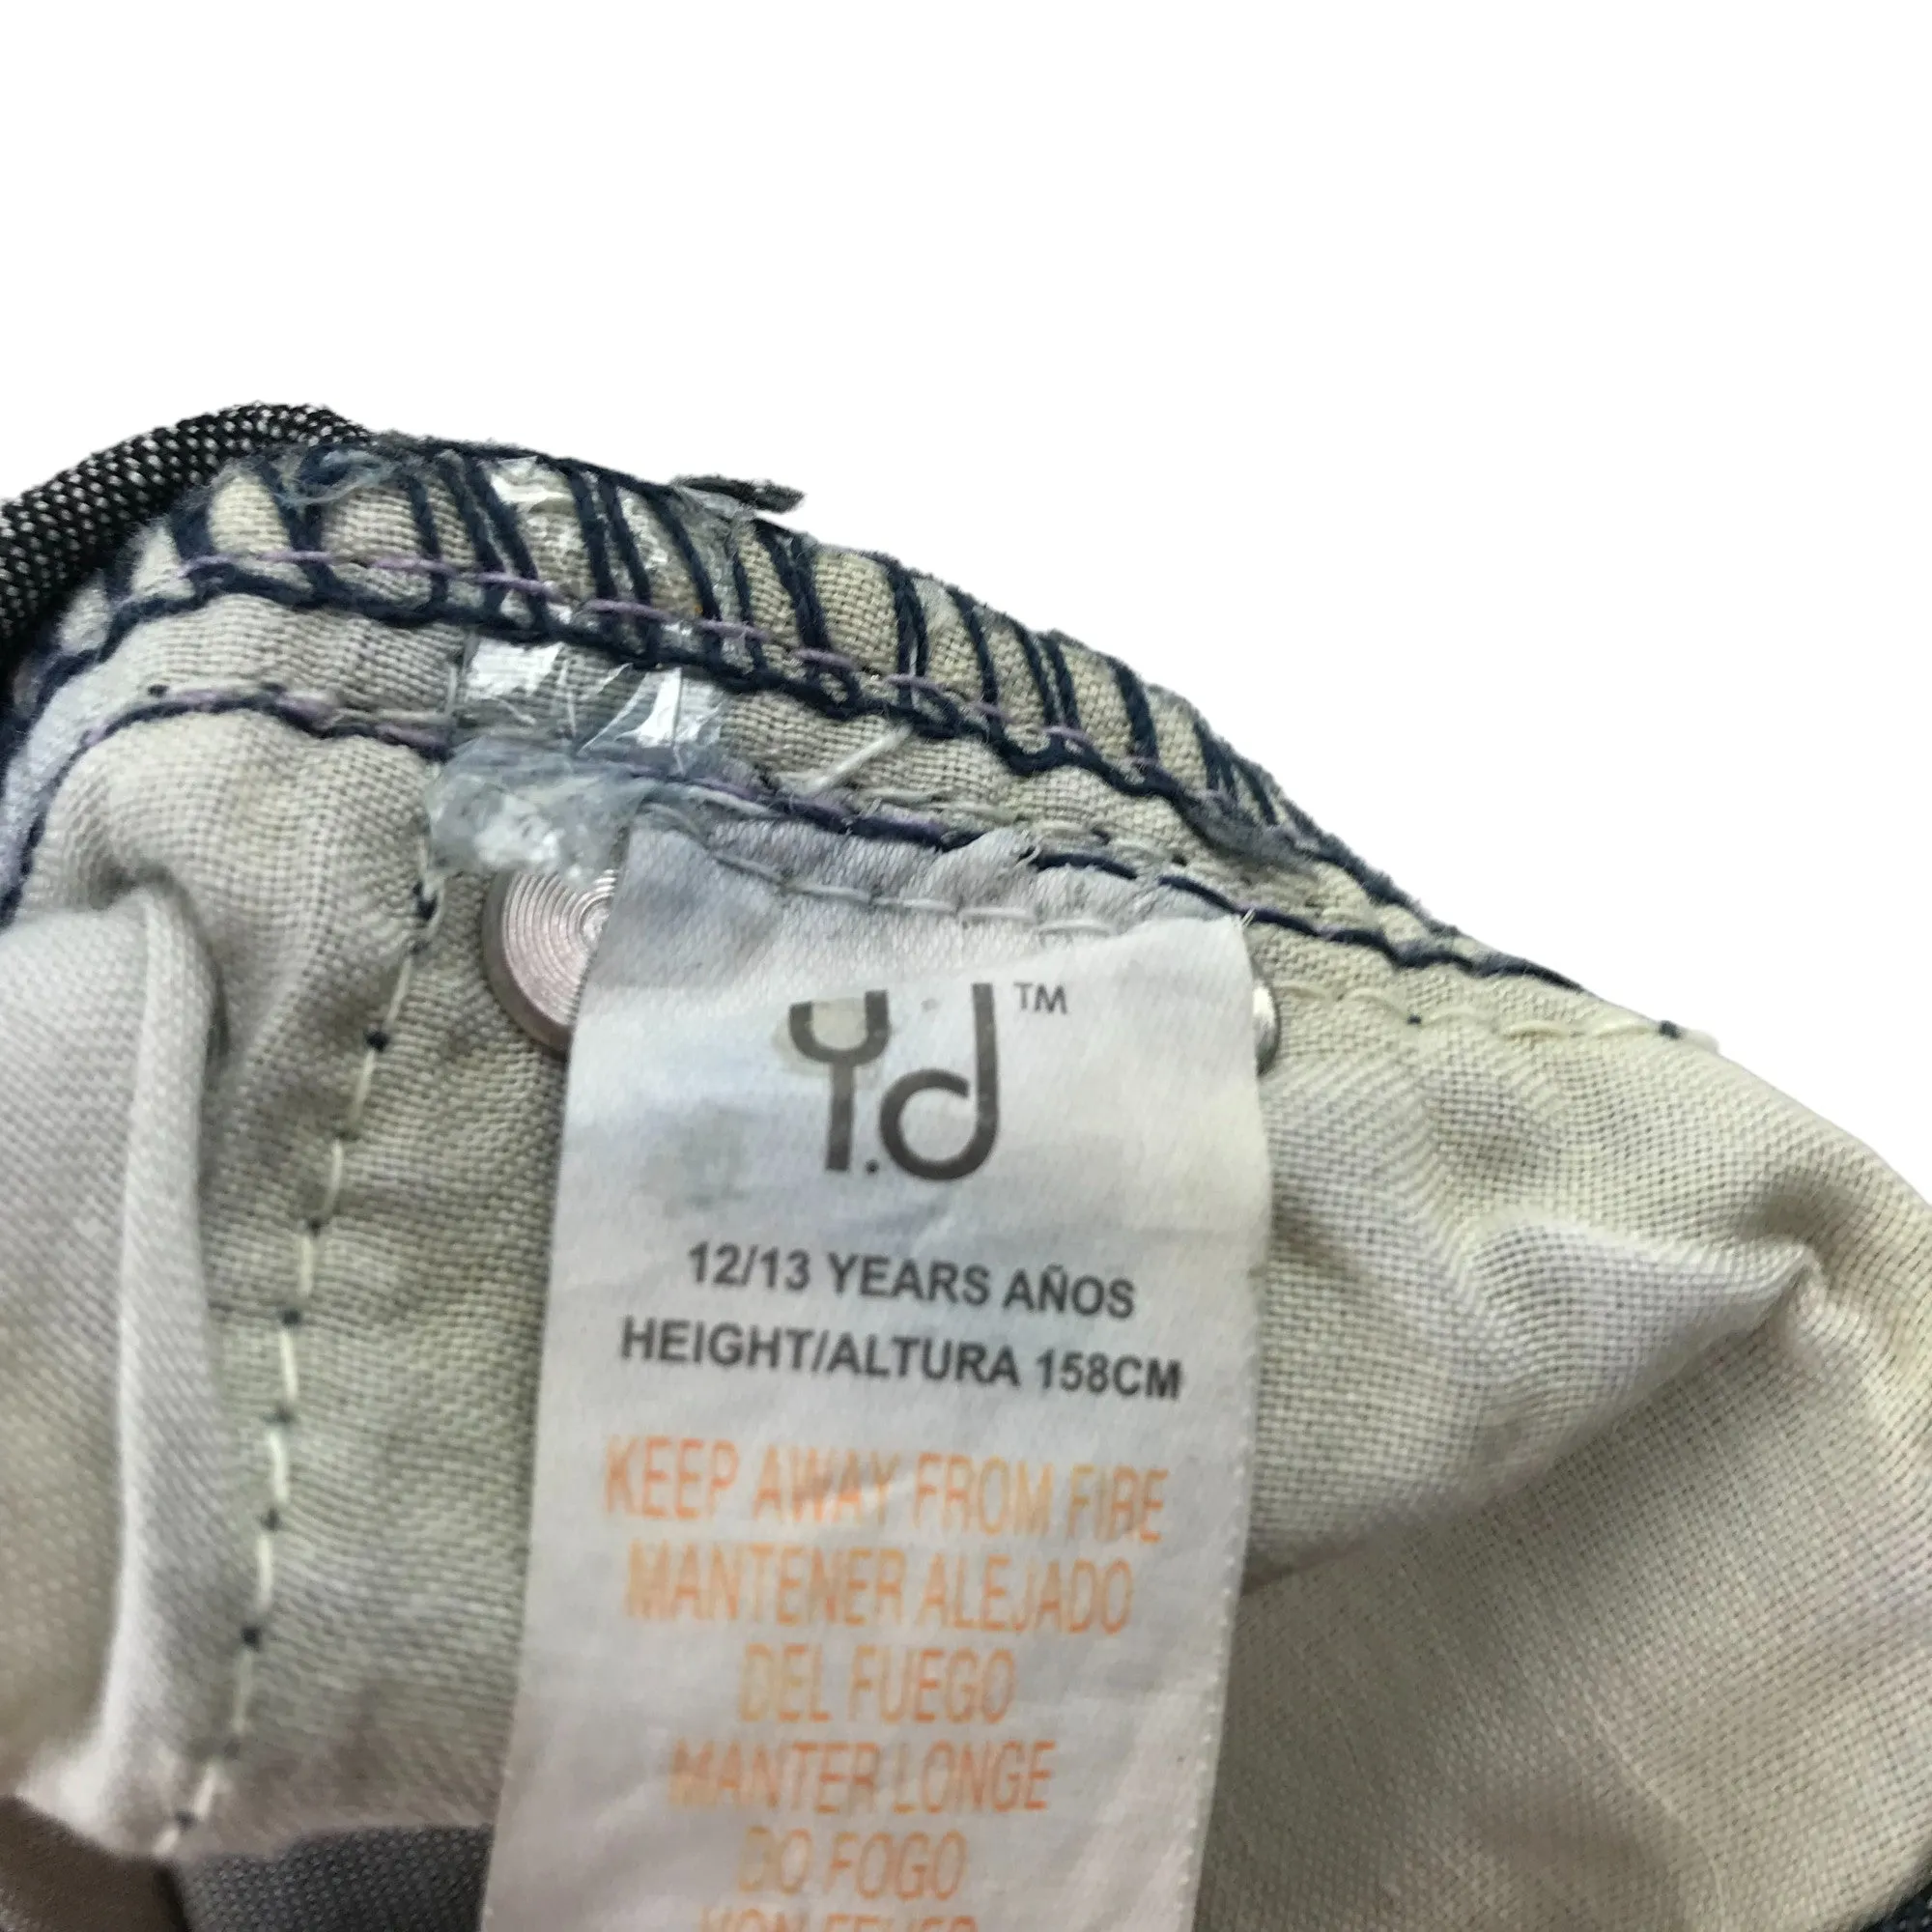 Y.d TM
12/13 YEARS AÑOS
HEIGHT/ALTURA 158CM
KEEP AWAY FROM FIRE
MANTENER ALEJADO
DEL FUEGO
MANTER LONGE
DO FOGO